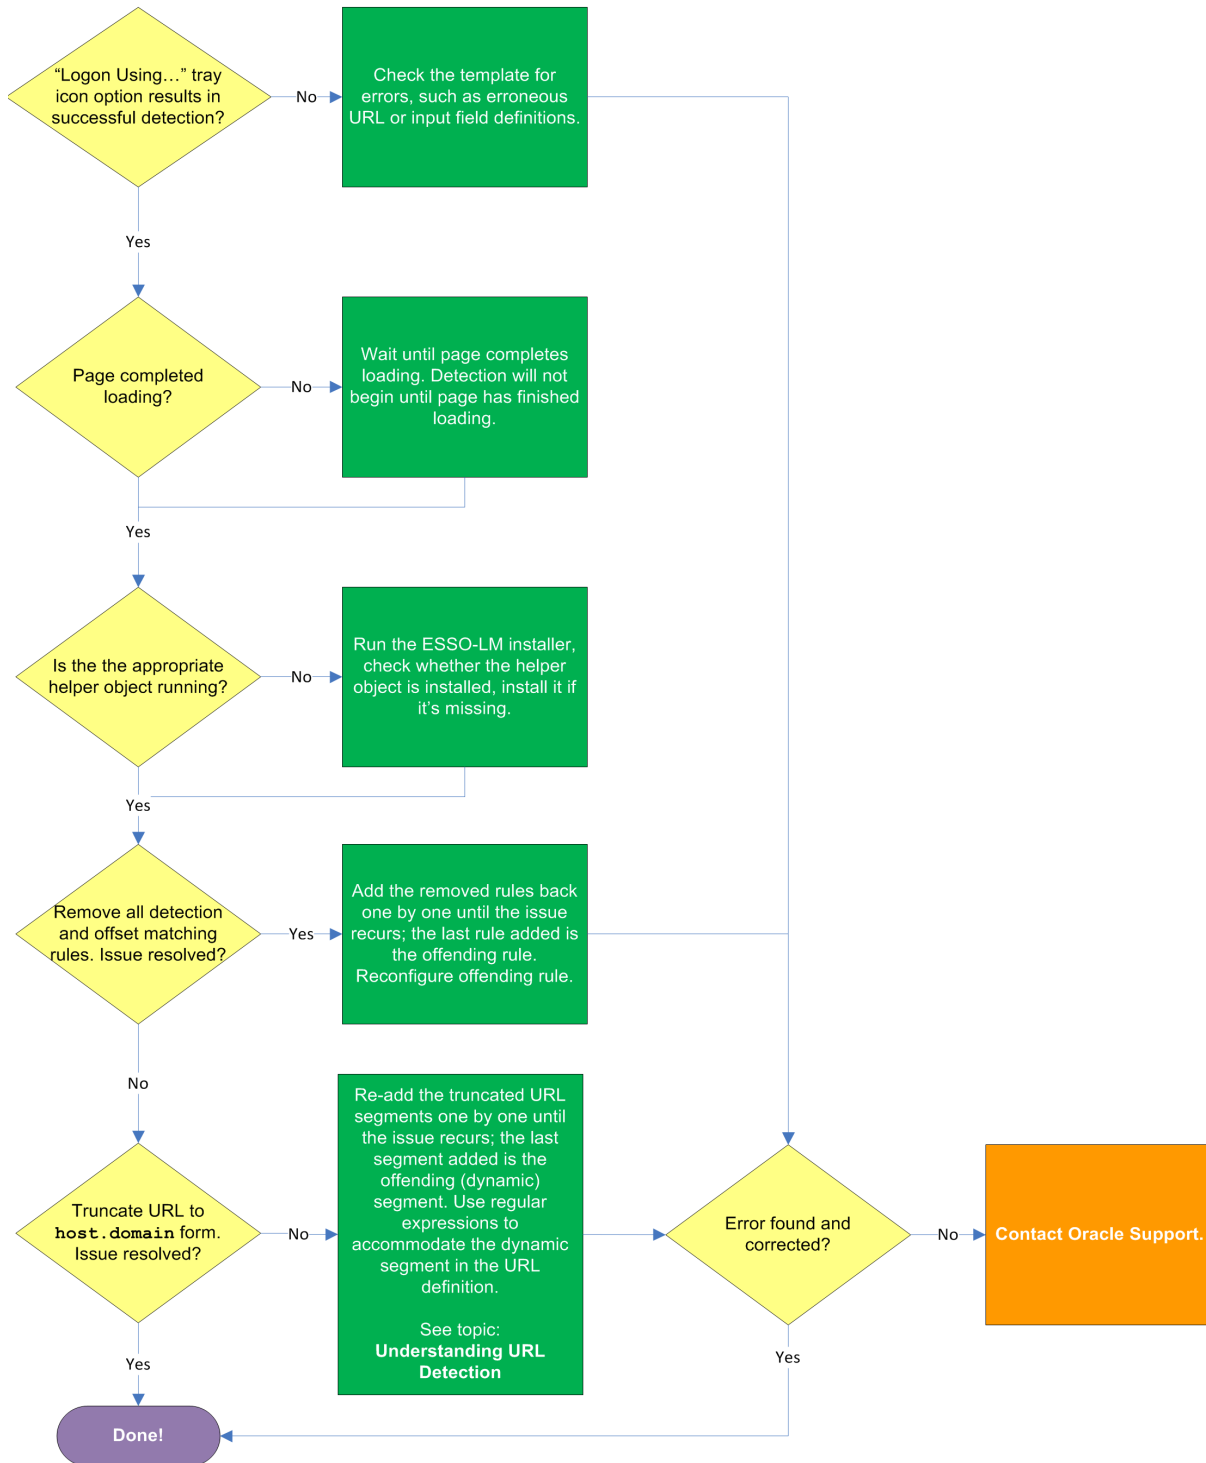 “Logon Using…” tray
icon option results in
successful detection?
No
Check the template for
errors, such as erroneous
URL or input field definitions.
Yes
Page completed
loading?
No
Wait until page completes
loading. Detection will not
begin until page has finished
loading.
Yes
Is the the appropriate
helper object running?
No
Run the ESSO-LM installer,
check whether the helper
object is installed, install it if
it’s missing.
Yes
Remove all detection
and offset matching
rules. Issue resolved?
Yes
Add the removed rules back
one by one until the issue
recurs; the last rule added is
the offending rule.
Reconfigure offending rule.
No
Truncate URL to
host.domain form.
Issue resolved?
No
Re-add the truncated URL
segments one by one until
the issue recurs; the last
segment added is the
offending (dynamic)
segment. Use regular
expressions to
accommodate the dynamic
segment in the URL
definition.
See topic:
Understanding URL
Detection
Error found and
corrected?
No
Contact Oracle Support.
Yes
Yes
Done!